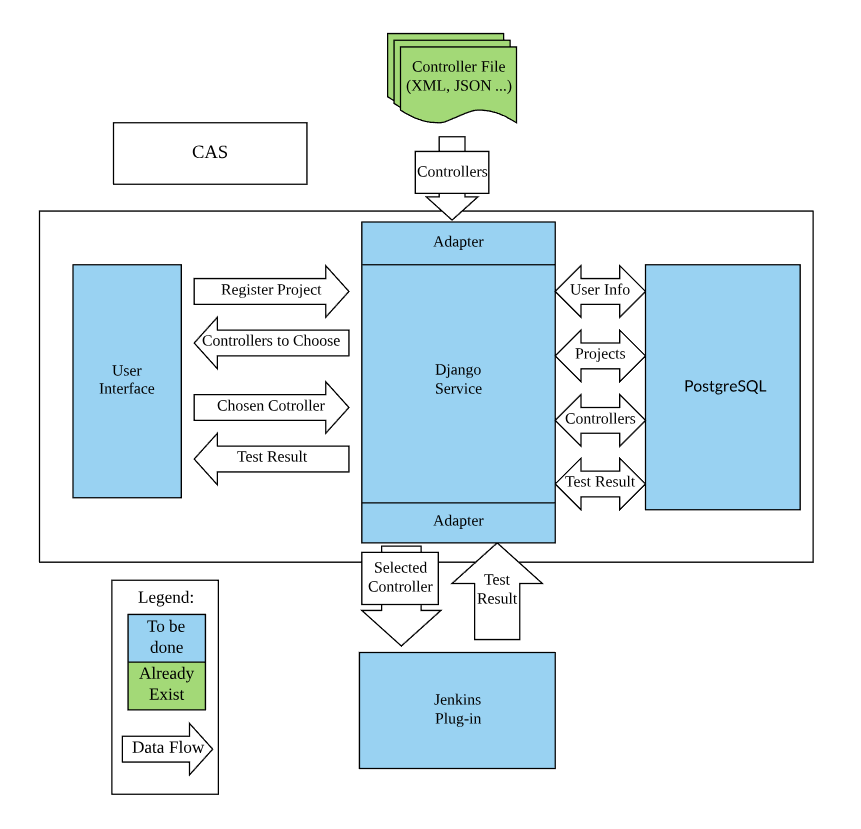 Controller File
(XML, JSON ...)
CAS
Controllers
Adapter
Register Project
User Info
Controllers to Choose
Projects
User
Interface
Django
Service
PostgreSQL
Chosen Cotroller
Controllers
Test Result
Test Result
Adapter
Selected
Controller
Test
Result
Legend:
To be
done
Already
Exist
Data Flow
Jenkins
Plug-in